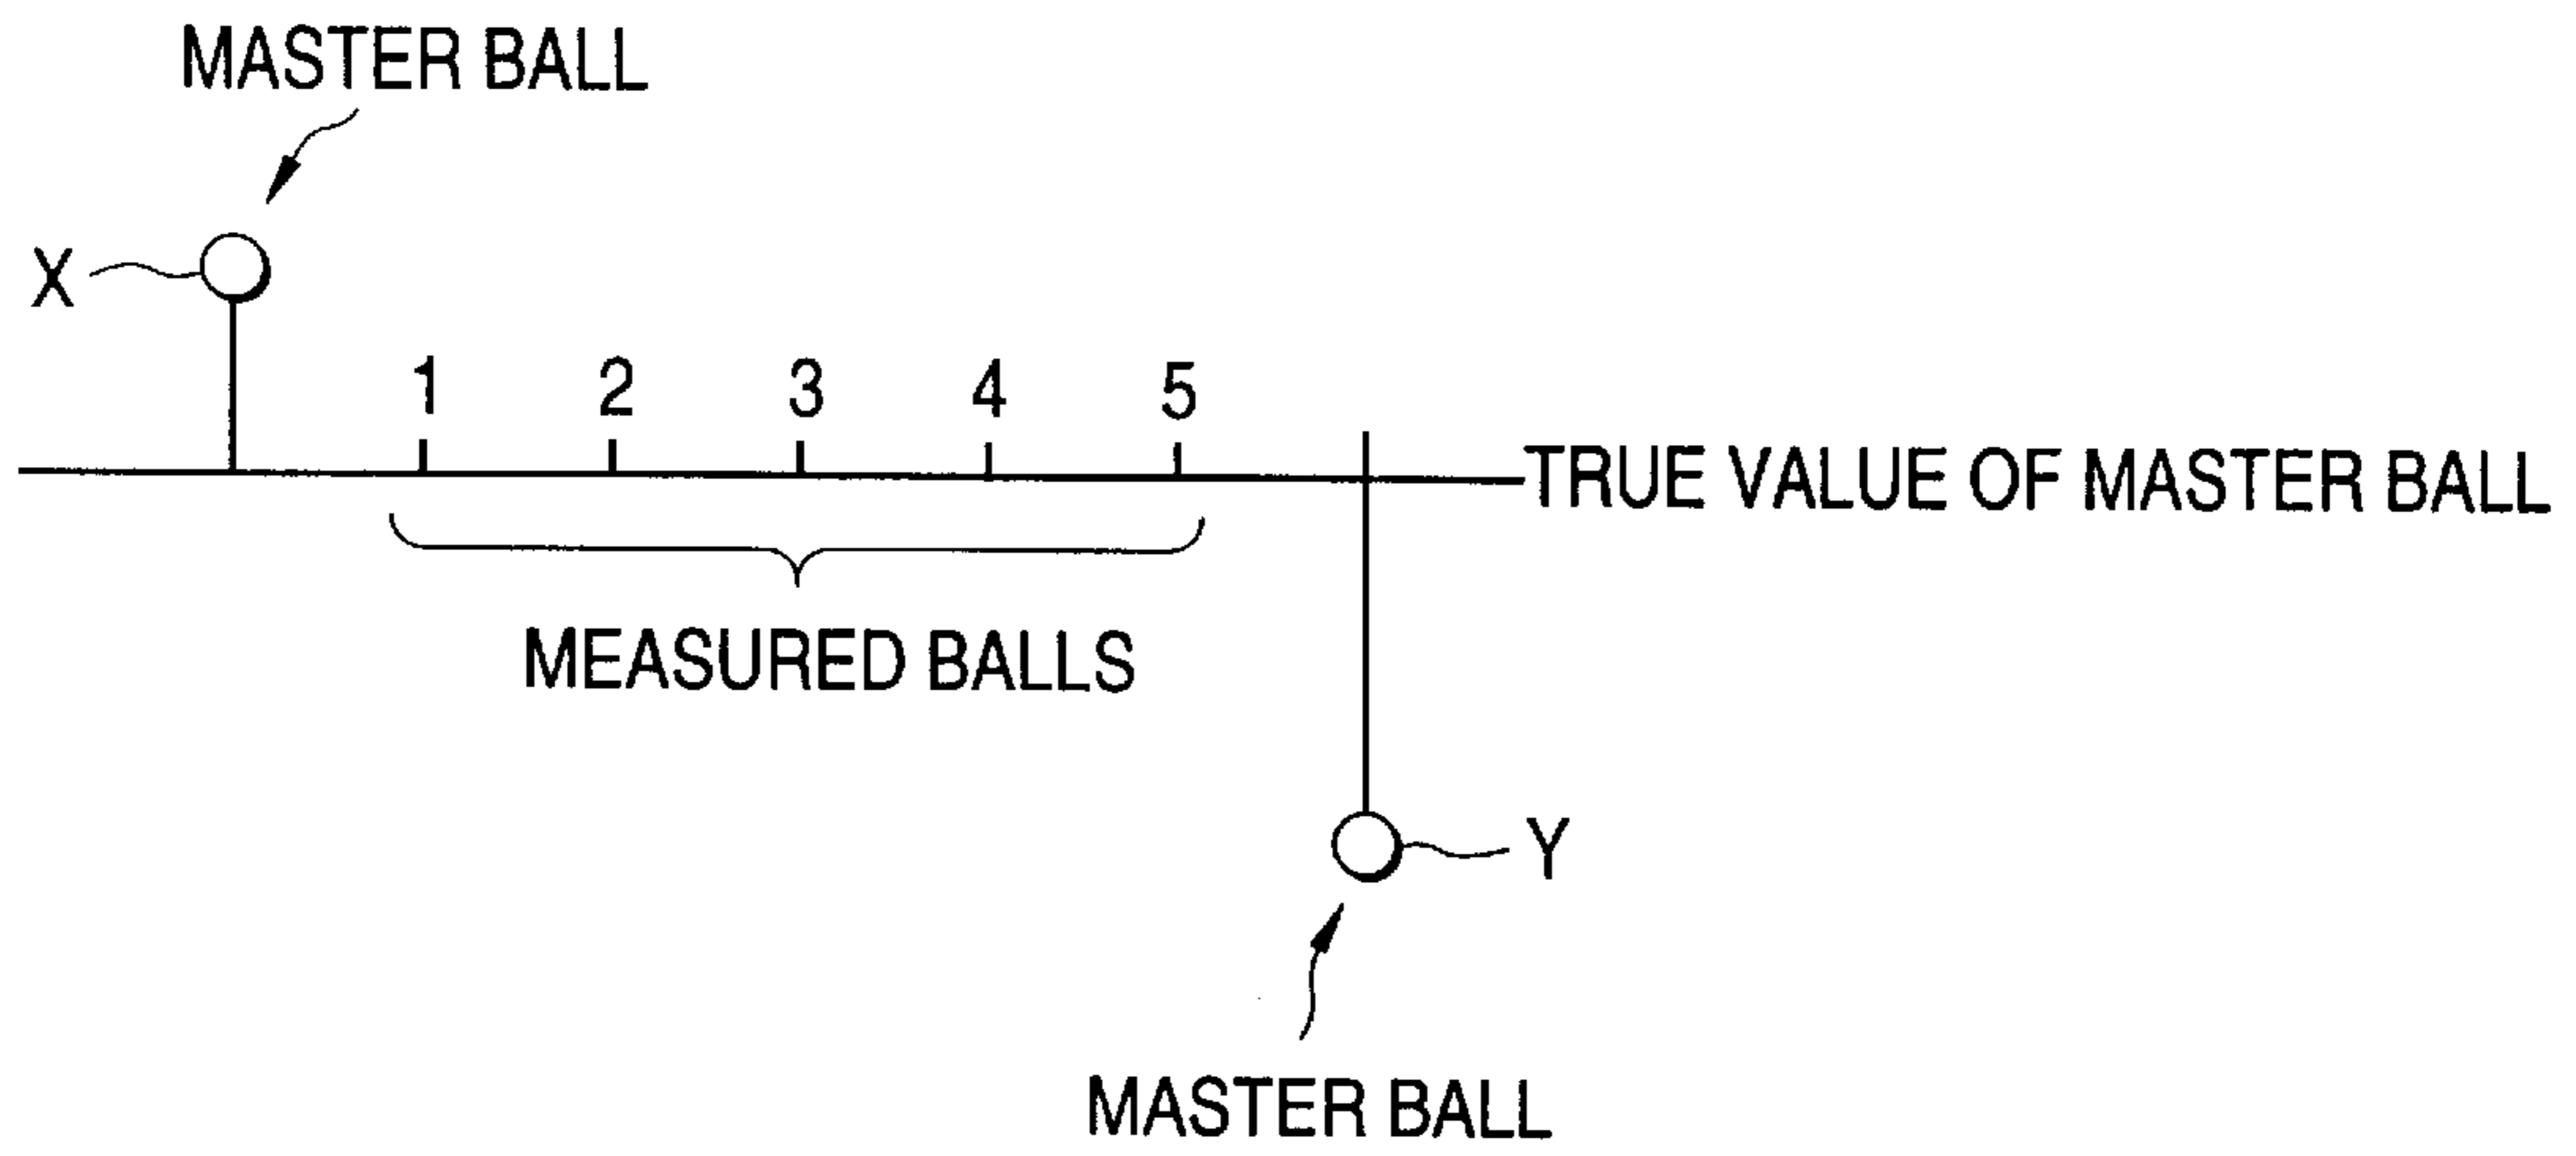 MASTER BALL
X
1 2 3 4 5
TRUE VALUE OF MASTER BALL
MEASURED BALLS
Y
MASTER BALL